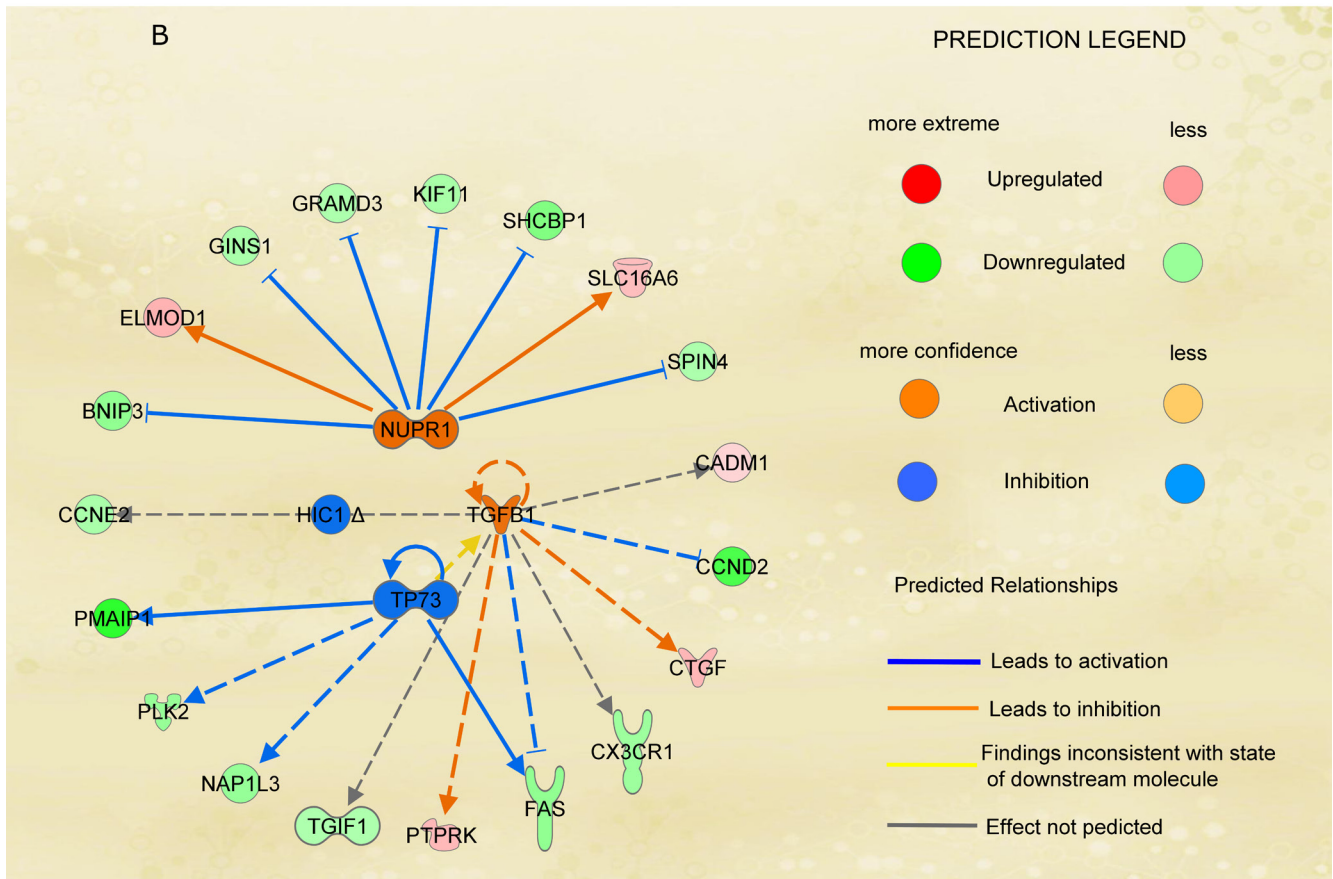 B
PREDICTION LEGEND
more extreme
less
Upregulated
Downregulated
more confidence
less
Activation
Inhibition
Predicted Relationships
Leads to activation
Leads to inhibition
Findings inconsistent with state
of downstream molecule
Effect not pedicted
KIF11
GRAMD3
SHCBP1
GINS1
SLC16A6
ELMOD1
SPIN4
BNIP3
NUPR1
CADM1
CCNE2
HIC1 Δ
TGFB1
CCND2
TP73
PMAIP1
CTGF
PLK2
CX3CR1
NAP1L3
FAS
TGIF1
PTPRK